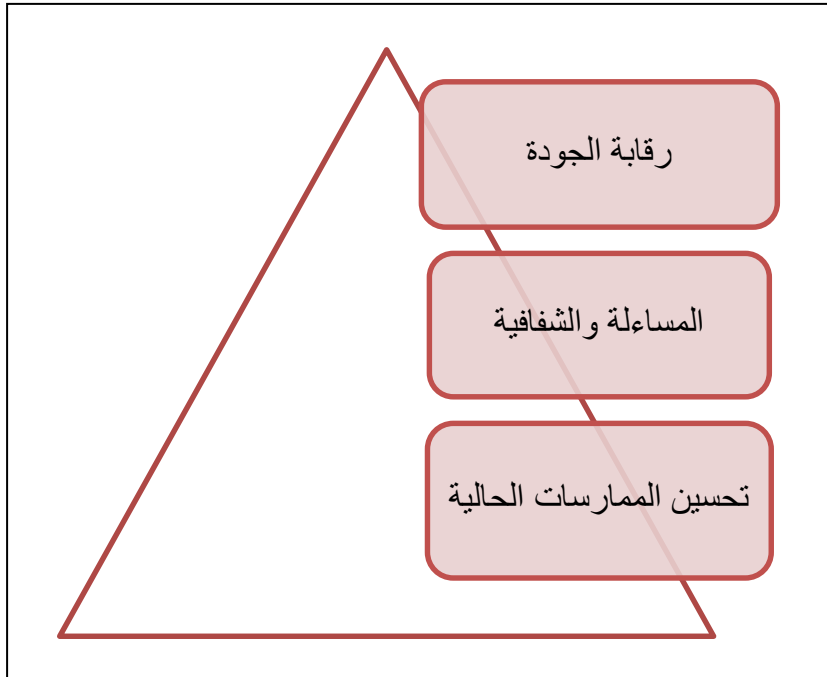 رقابة الجودة
المساءلة والشفافية
تحسين الممارسات الحالية